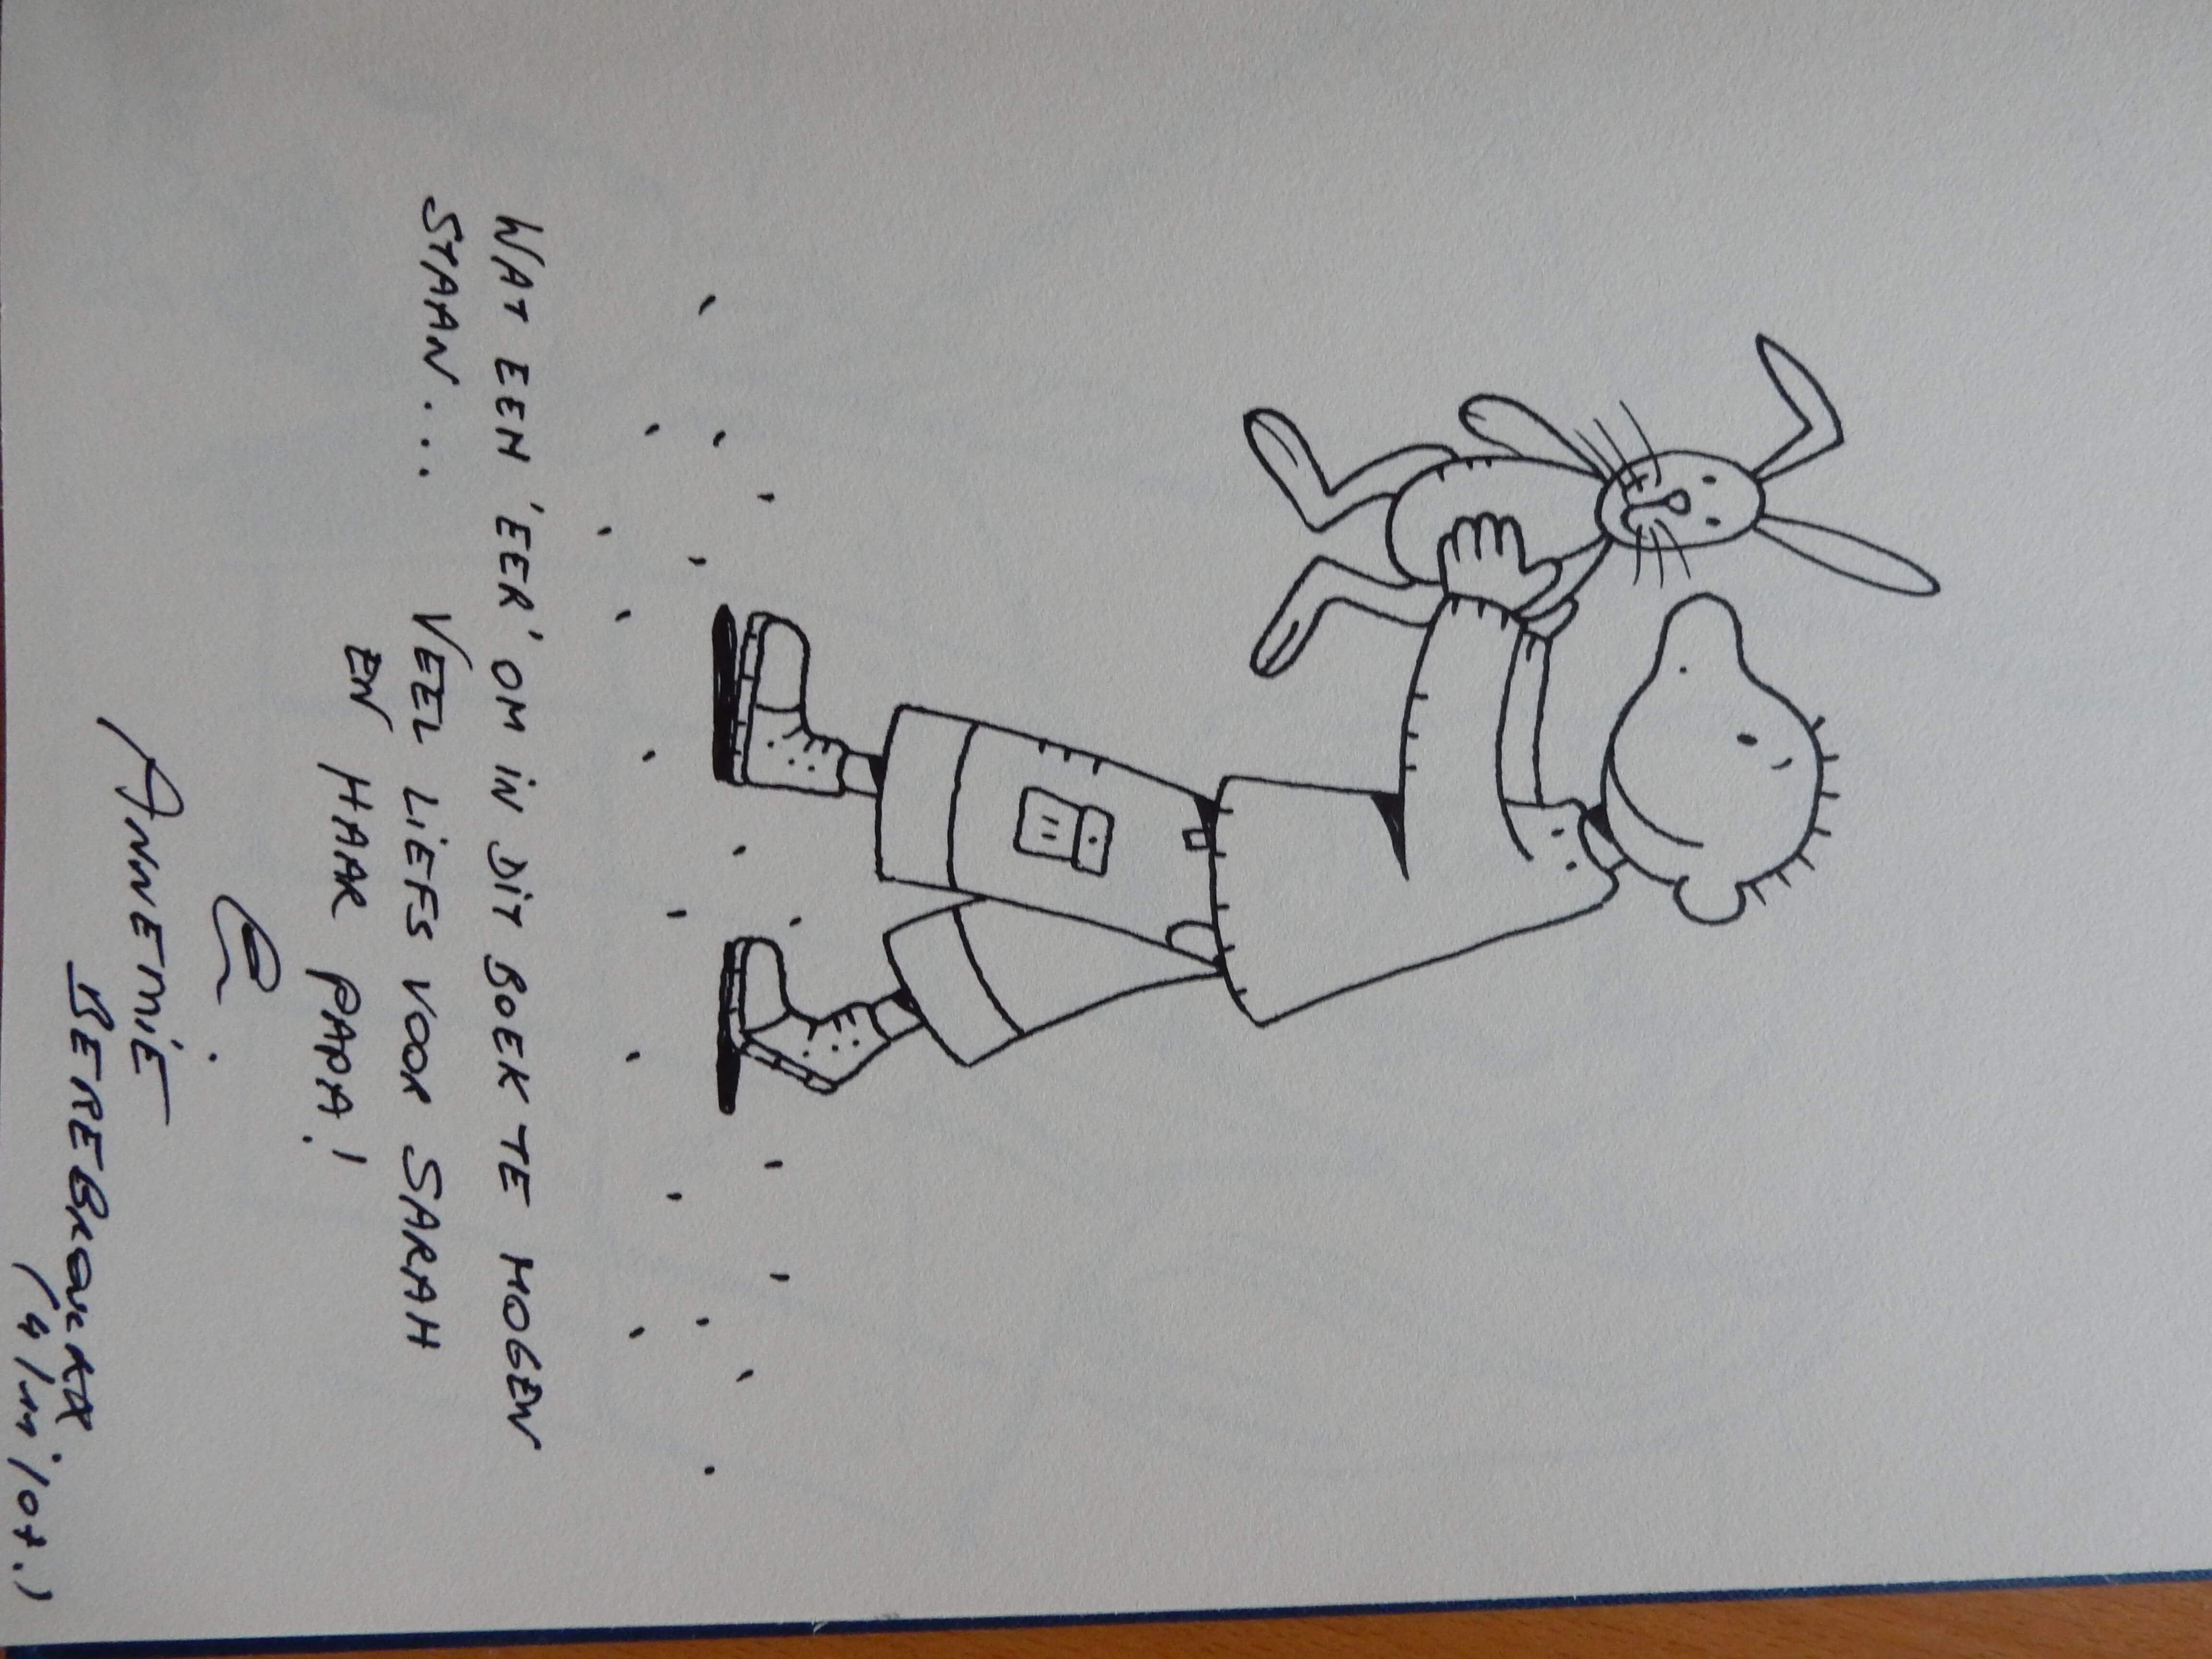 WAT EEN 'EER' OM IN DIT BOEK TE MOGEN
STAAN... VEEL LIEFS VOOR SARAH
EN HAAR PAPA!
ANNEMIE
BEREBROUCKX.
(4/11/07.)